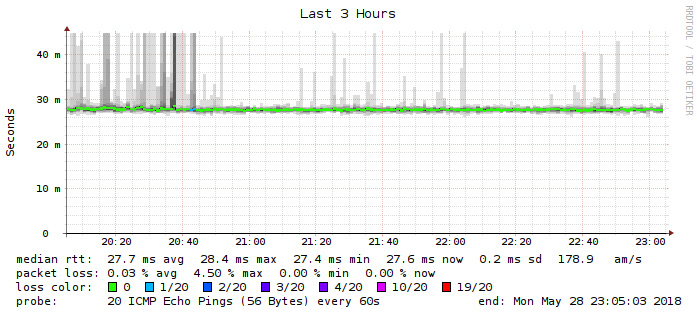 Last 3 Hours
RRDTOOL / TOBI OETIKER
Seconds
40 m
30 m
20 m
10 m
0
20:20 20:40 21:00 21:20 21:40 22:00 22:20 22:40 23:00
median rtt: 27.7 ms avg 28.4 ms max 27.4 ms min 27.6 ms now 0.2 ms sd 178.9 am/s
packet loss: 0.03 % avg 4.50 % max 0.00 % min 0.00 % now
loss color: 0 1/20 2/20 3/20 4/20 10/20 19/20
probe: 20 ICMP Echo Pings (56 Bytes) every 60s end: Mon May 28 23:05:03 2018